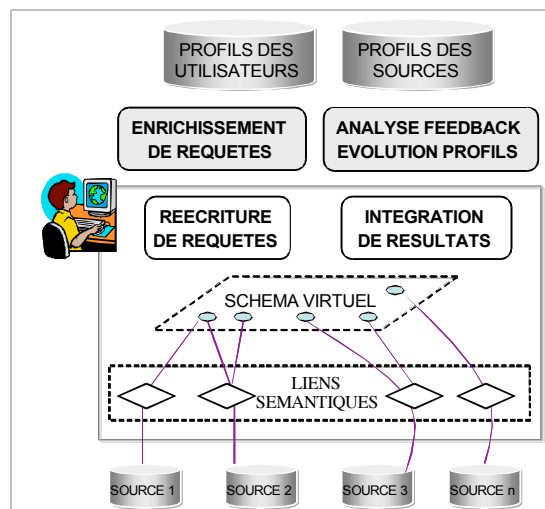 PROFILS DES
UTILISATEURS
PROFILS DES
SOURCES
ENRICHISSEMENT
DE REQUETES
ANALYSE FEEDBACK
EVOLUTION PROFILS
REECRITURE
DE REQUETES
INTEGRATION
DE RESULTATS
SCHEMA VIRTUEL
LIENS
SEMANTIQUES
SOURCE 1
SOURCE 2
SOURCE 3
SOURCE n